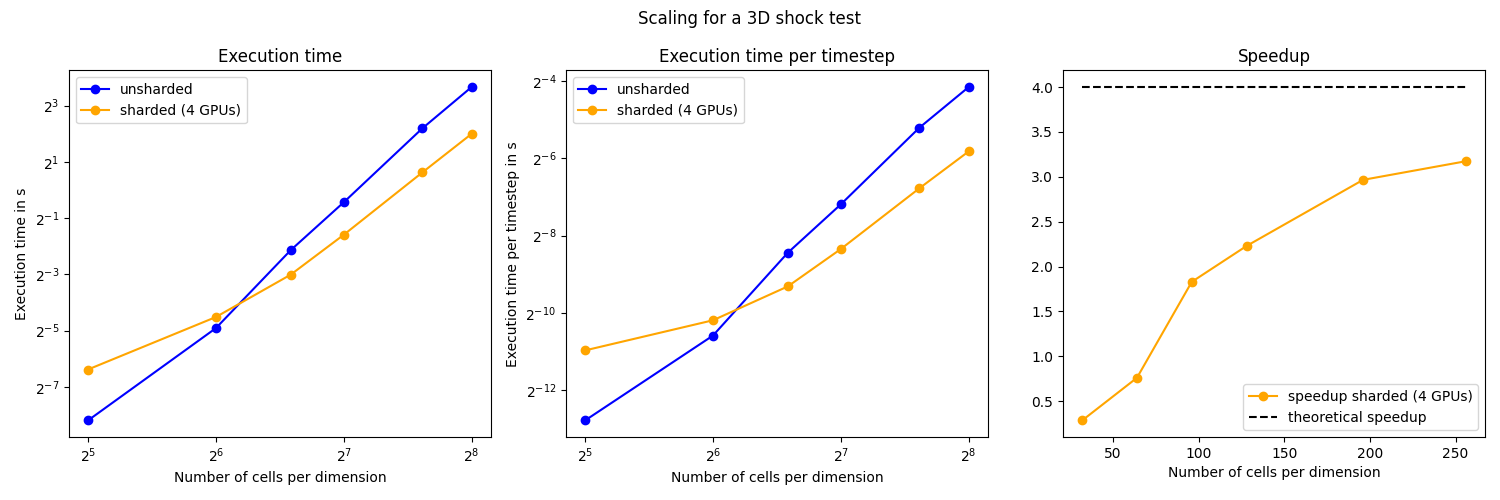 Scaling for a 3D shock test
Execution time
unsharded
sharded (4 GPUs)
2^3
2^1
2^-1
2^-3
2^-5
2^-7
Execution time in s
2^5
2^6
2^7
2^8
Number of cells per dimension
Execution time per timestep
unsharded
sharded (4 GPUs)
2^-4
2^-6
2^-8
2^-10
2^-12
Execution time per timestep in s
2^5
2^6
2^7
2^8
Number of cells per dimension
Speedup
4.0
3.5
3.0
2.5
2.0
1.5
1.0
0.5
speedup sharded (4 GPUs)
theoretical speedup
50
100
150
200
250
Number of cells per dimension